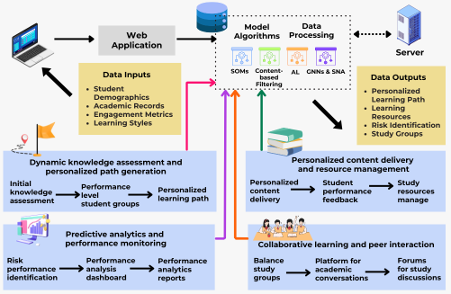 Web
Application
Model
Algorithms
Data
Processing
SOMs
Content-
based
Filtering
AL
GNNs & SNA
Server
Data Inputs
• Student
Demographics
• Academic Records
• Engagement Metrics
• Learning Styles
Data Outputs
• Personalized
Learning Path
• Learning
Resources
• Risk Identification
• Study Groups
Dynamic knowledge assessment and
personalized path generation
Initial
knowledge
assessment
Performance
level
student groups
Personalized
learning path
Personalized content delivery
and resource management
Personalized
content
delivery
Student
performance
feedback
Study
resources
manage
Predictive analytics and
performance monitoring
Risk
performance
identification
Performance
analysis
dashboard
Performance
analytics
reports
Collaborative learning and peer interaction
Balance
study
groups
Platform for
academic
conversations
Forums
for study
discussions